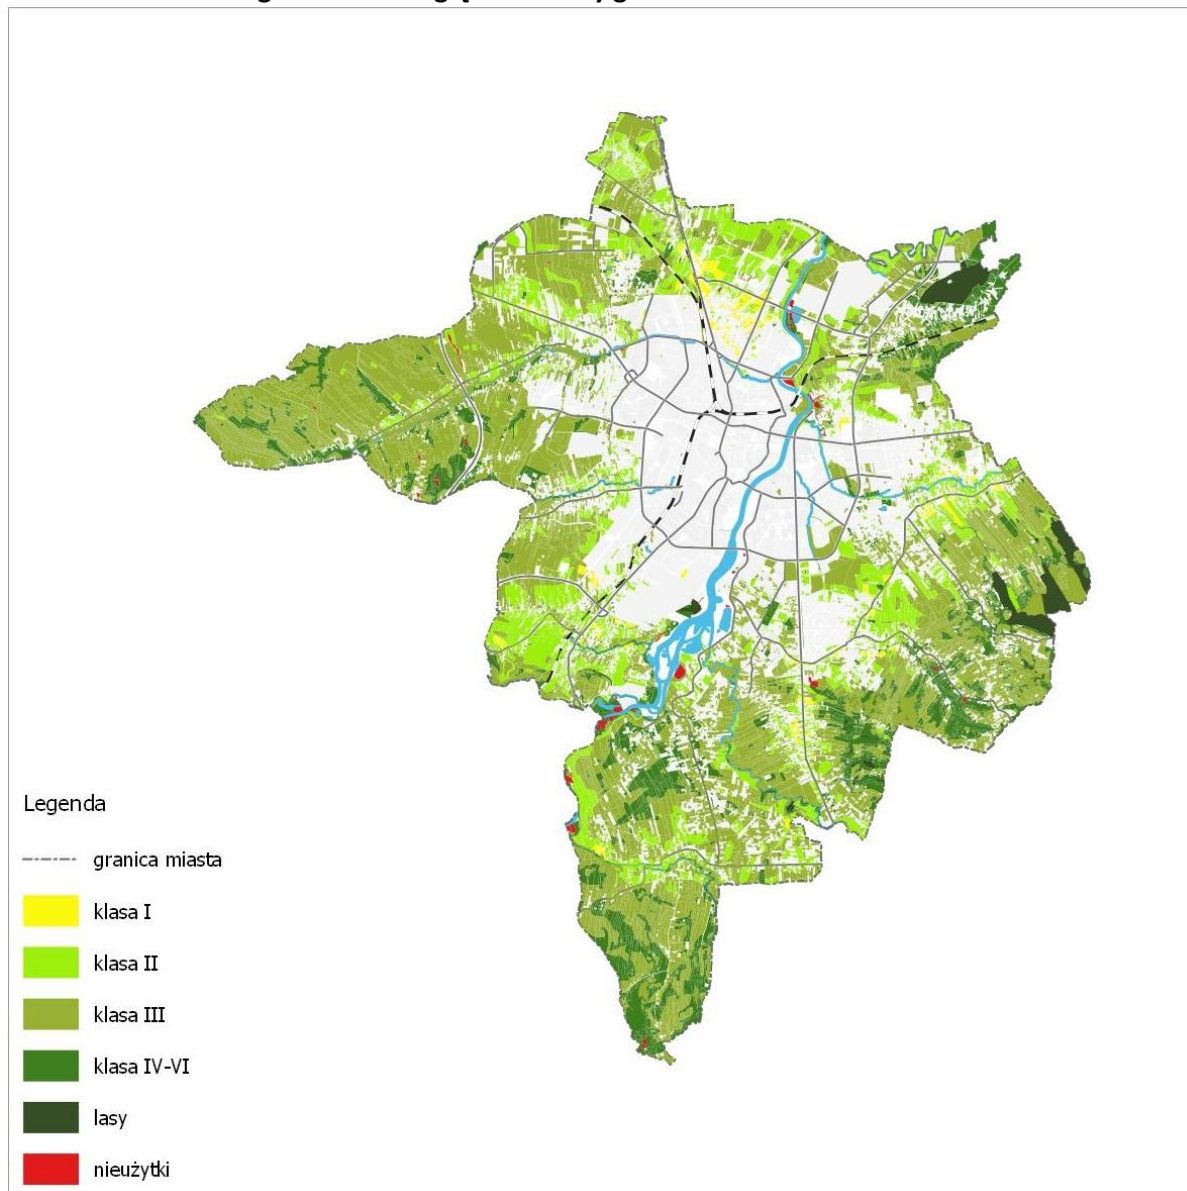 Legenda
granica miasta
klasa I
klasa II
klasa III
klasa IV-VI
lasy
nieużytki